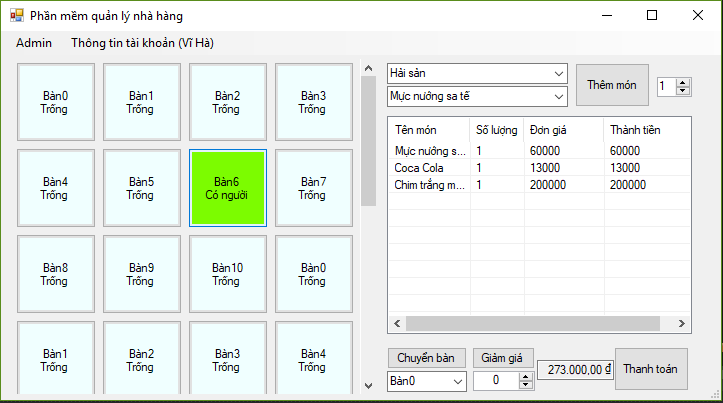 Phần mềm quản lý nhà hàng
Admin Thông tin tài khoản (Vĩ Hà)
Bàn0
Trống
Bàn1
Trống
Bàn2
Trống
Bàn3
Trống
Bàn4
Trống
Bàn5
Trống
Bàn6
Có người
Bàn7
Trống
Bàn8
Trống
Bàn9
Trống
Bàn10
Trống
Bàn0
Trống
Bàn1
Trống
Bàn2
Trống
Bàn3
Trống
Bàn4
Trống
Hải sản
Mực nướng sa tế
Thêm món
1
Tên món Số lượng Đơn giá Thành tiền
Mực nướng s... 1 60000 60000
Coca Cola 1 13000 13000
Chim trắng m... 1 200000 200000
Chuyển bàn
Bàn0
Giảm giá
0
273.000,00 ₫
Thanh toán